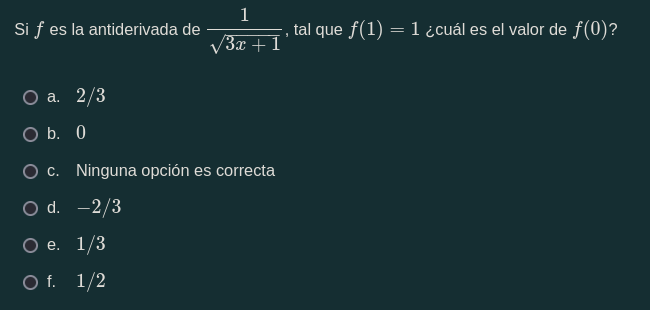 Si f es la antiderivada de \frac{1}{\sqrt{3x+1}}, tal que f(1) = 1 ¿cuál es el valor de f(0)?
a. 2/3
b. 0
c. Ninguna opción es correcta
d. −2/3
e. 1/3
f. 1/2